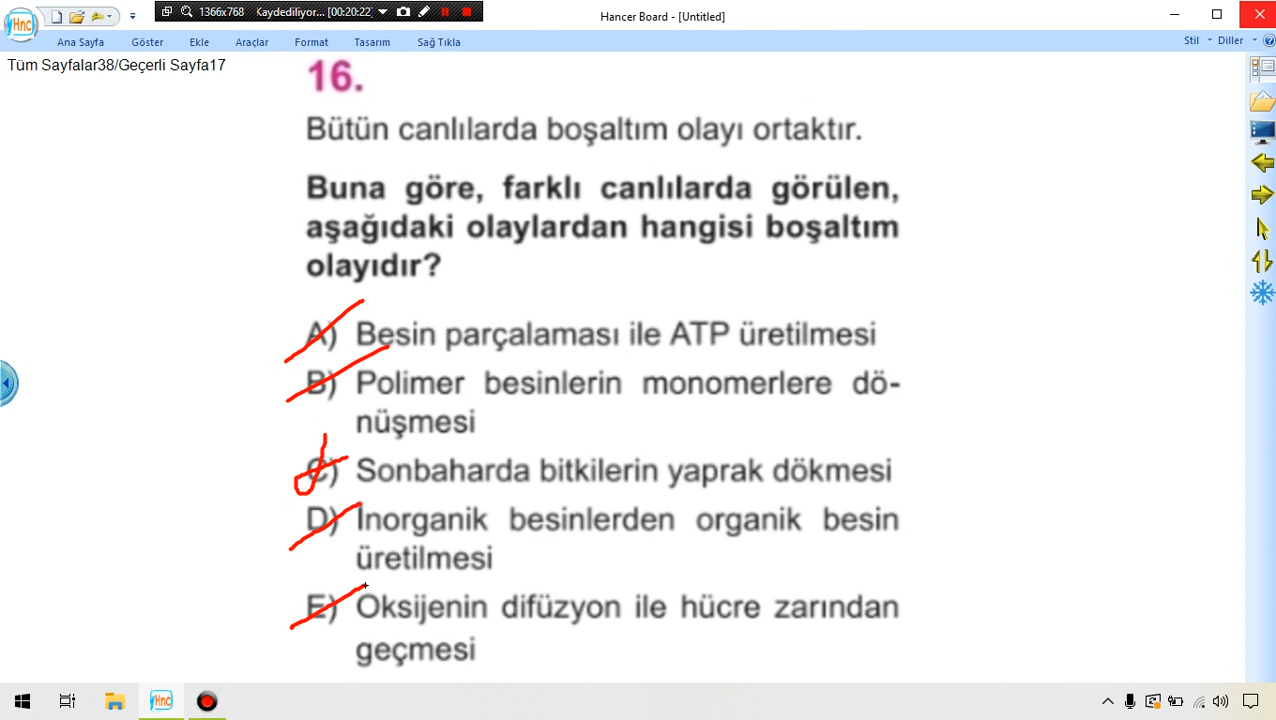 1366x768 Kaydediliyor... [00:20:22]
Hancer Board - [Untitled]
Hnc
Ana Sayfa Göster Ekle Araçlar Format Tasarım Sağ Tıkla Stil Diller
Tüm Sayfalar38/Geçerli Sayfa17
16.
Bütün canlılarda boşaltım olayı ortaktır.
Buna göre, farklı canlılarda görülen,
aşağıdaki olaylardan hangisi boşaltım
olayıdır?
A) Besin parçalaması ile ATP üretilmesi
B) Polimer besinlerin monomerlere dö-
nüşmesi
C) Sonbaharda bitkilerin yaprak dökmesi
D) İnorganik besinlerden organik besin
üretilmesi
E) Oksijenin difüzyon ile hücre zarından
geçmesi
Hnc